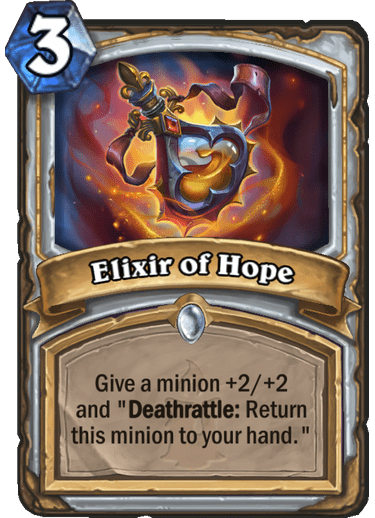 3
Elixir of Hope
Give a minion +2/+2
and "Deathrattle: Return
this minion to your hand."